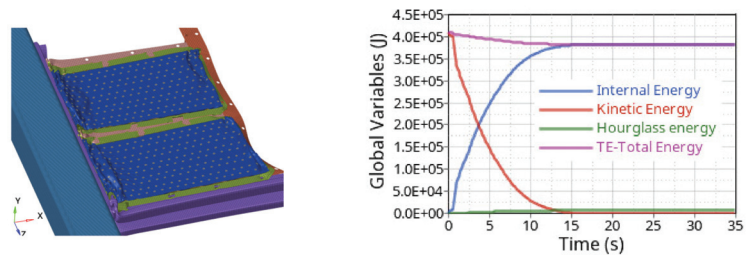 Y
X
Z
Global Variables (J)
4.5E+05
4.0E+05
3.5E+05
3.0E+05
2.5E+05
2.0E+05
1.5E+05
1.0E+05
5.0E+04
0.0E+00
Internal Energy
Kinetic Energy
Hourglass energy
TE-Total Energy
0 5 10 15 20 25 30 35
Time (s)